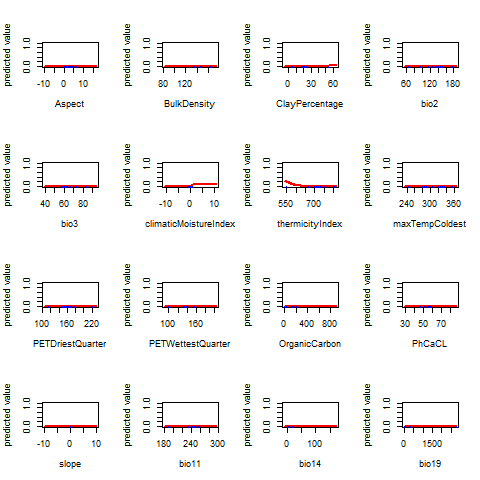 predicted value 0.0 1.0 -10 0 5 Aspect
predicted value 0.0 1.0 80 120 BulkDensity
predicted value 0.0 1.0 0 20 40 60 ClayPercentage
predicted value 0.0 1.0 60 120 180 bio2
predicted value 0.0 1.0 40 60 80 bio3
predicted value 0.0 1.0 -10 0 10 climaticMoistureIndex
predicted value 0.0 1.0 550 700 thermicityIndex
predicted value 0.0 1.0 240 300 360 maxTempColdest
predicted value 0.0 1.0 100 160 220 PETDriestQuarter
predicted value 0.0 1.0 100 160 PETWettestQuarter
predicted value 0.0 1.0 0 400 800 OrganicCarbon
predicted value 0.0 1.0 30 50 70 PhCaCL
predicted value 0.0 1.0 -10 0 10 slope
predicted value 0.0 1.0 180 240 300 bio11
predicted value 0.0 1.0 0 100 bio14
predicted value 0.0 1.0 0 1500 bio19